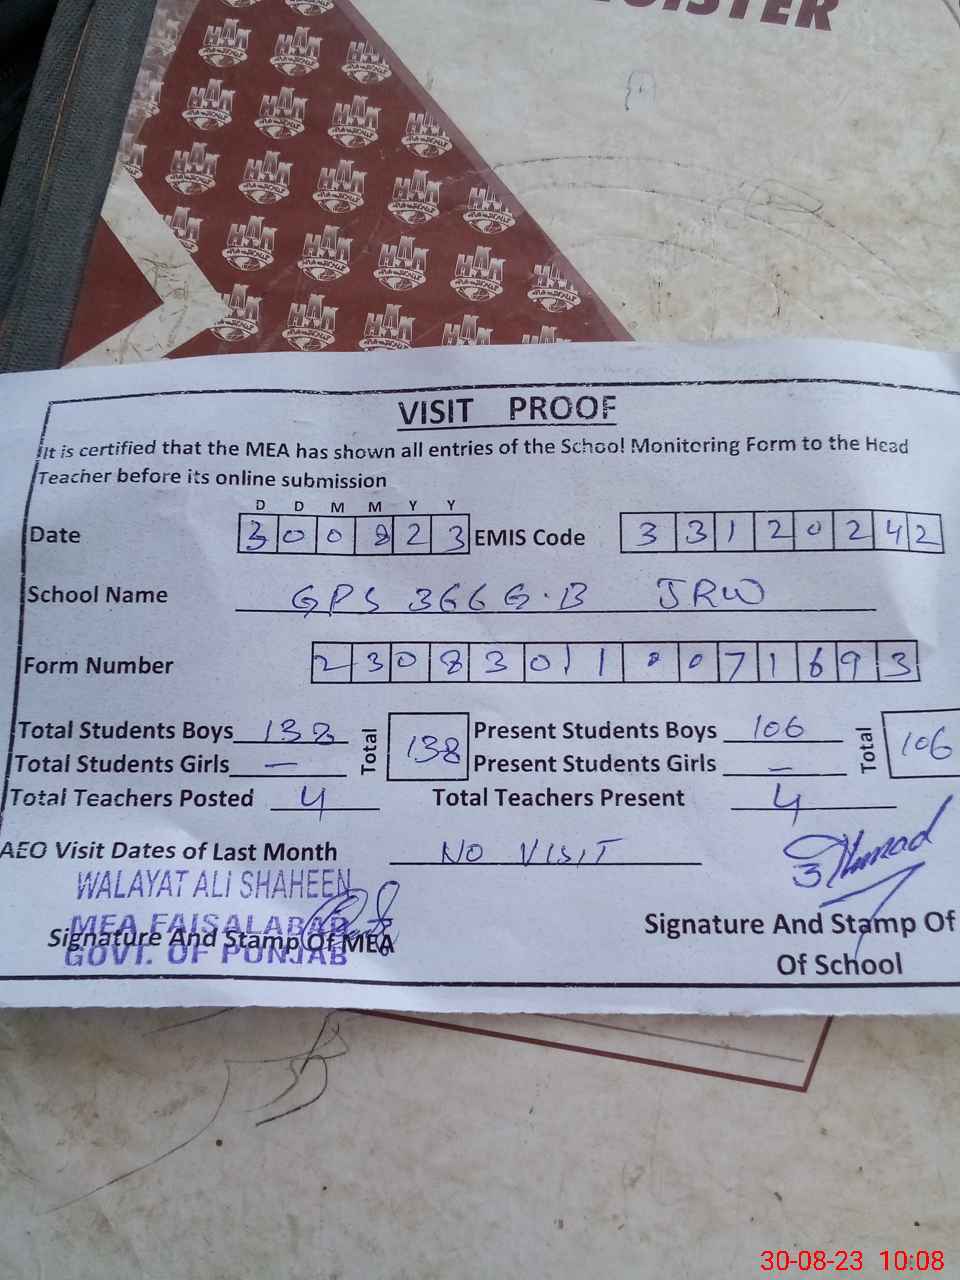 REGISTER
VISIT PROOF
It is certified that the MEA has shown all entries of the School Monitoring Form to the Head
Teacher before its online submission
D D M M Y Y
Date 3 0 0 8 2 3 EMIS Code 3 3 1 2 0 2 4 2
School Name GPS 366 G.B JRW
Form Number 2 3 0 8 3 0 1 1 0 0 7 1 6 9 3
Total Students Boys 138 Total 138 Present Students Boys 106 Total 106
Total Students Girls — Present Students Girls —
Total Teachers Posted 4 Total Teachers Present 4
AEO Visit Dates of Last Month NO VISIT
WALAYAT ALI SHAHEEN
MEA FAISALABAD
Signature And Stamp Of MEA
GOVT. OF PUNJAB
Signature And Stamp Of
Of School
30-08-23 10:08